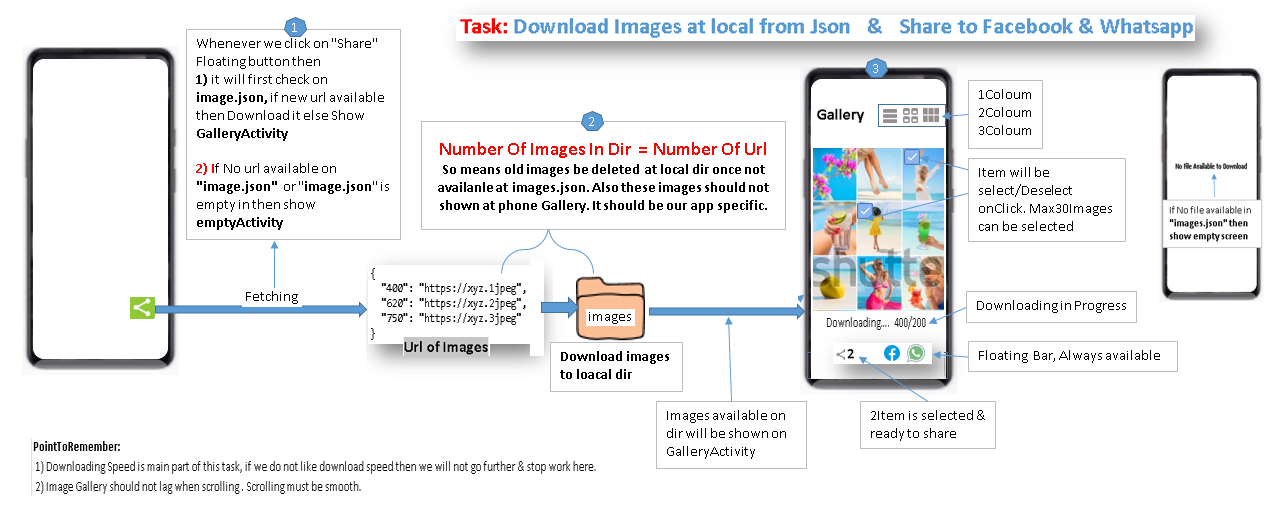 Task: Download Images at local from Json & Share to Facebook & Whatsapp
1
Whenever we click on "Share"
Floating button then
1) it will first check on
image.json, if new url available
then Download it else Show
GalleryActivity
2) If No url available on
"image.json" or "image.json" is
empty in then show
emptyActivity
2
Number Of Images In Dir = Number Of Url
So means old images be deleted at local dir once not
availanle at images.json. Also these images should not
shown at phone Gallery. It should be our app specific.
3
Gallery
1Coloum
2Coloum
3Coloum
Item will be
select/Deselect
onClick. Max30Images
can be selected
No File Available to Download
If No file available in
"images.json" then
show empty screen
Fetching
{
"400": "https://xyz.1jpeg",
"620": "https://xyz.2jpeg",
"750": "https://xyz.3jpeg"
}
Url of Images
images
Download images
to loacal dir
shutte
Downloading... 400/200
Downloading in Progress
2
Floating Bar, Always available
Images available on
dir will be shown on
GalleryActivity
2Item is selected &
ready to share
PointToRemember:
1) Downloading Speed is main part of this task, if we do not like download speed then we will not go further & stop work here.
2) Image Gallery should not lag when scrolling . Scrolling must be smooth.